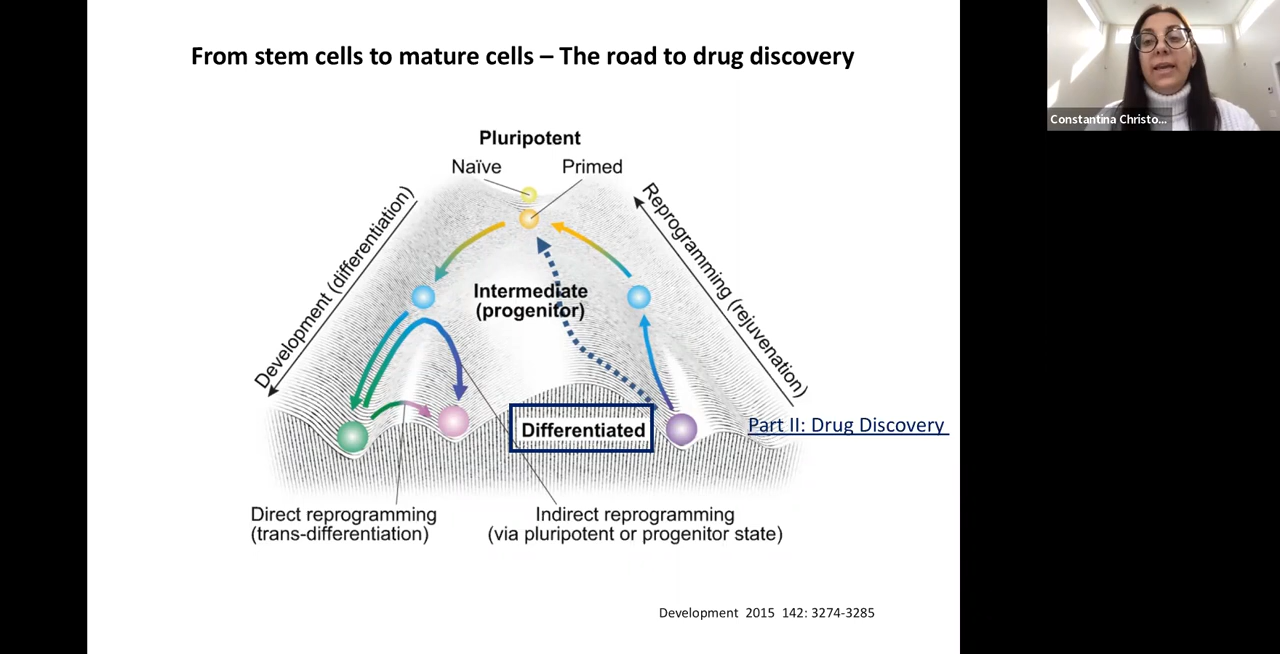 From stem cells to mature cells – The road to drug discovery
Constantina Christo...
Pluripotent
Naïve
Primed
Development (differentiation)
Reprogramming (rejuvenation)
Intermediate
(progenitor)
Differentiated
Part II: Drug Discovery
Direct reprogramming
(trans-differentiation)
Indirect reprogramming
(via pluripotent or progenitor state)
Development 2015 142: 3274-3285